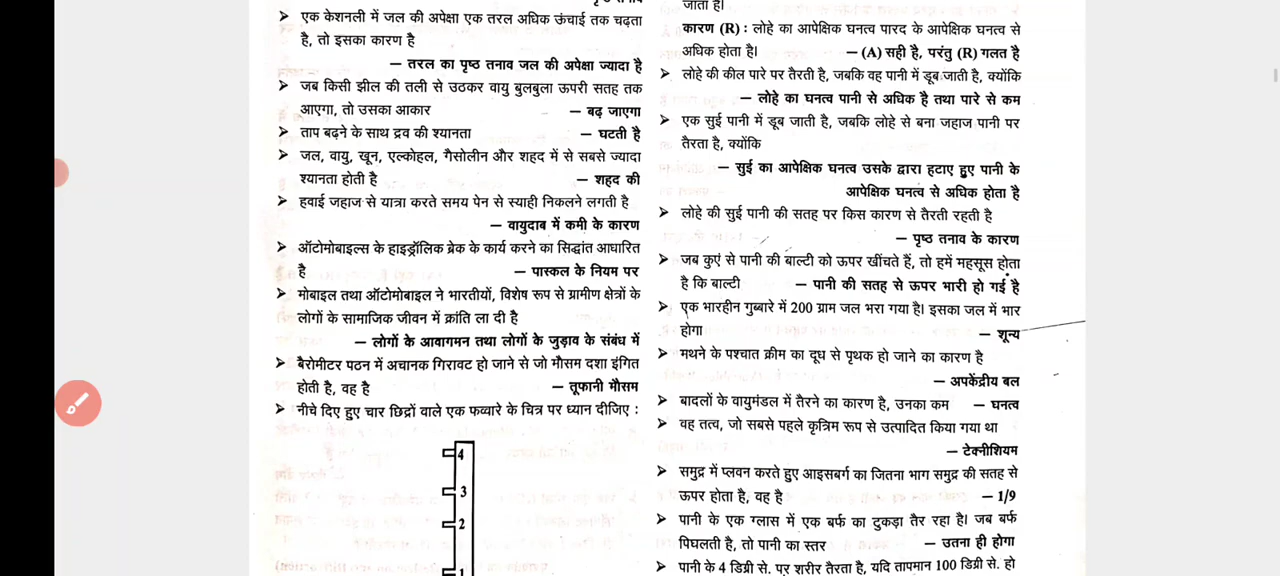 ➢ एक केशनली में जल की अपेक्षा एक तरल अधिक ऊंचाई तक चढ़ता
है, तो इसका कारण है
– तरल का पृष्ठ तनाव जल की अपेक्षा ज्यादा है
➢ जब किसी झील की तली से उठकर वायु बुलबुला ऊपरी सतह तक
आएगा, तो उसका आकार – बढ़ जाएगा
➢ ताप बढ़ने के साथ द्रव की श्यानता – घटती है
➢ जल, वायु, खून, एल्कोहल, गैसोलीन और शहद में से सबसे ज्यादा
श्यानता होती है – शहद की
➢ हवाई जहाज से यात्रा करते समय पेन से स्याही निकलने लगती है
– वायुदाब में कमी के कारण
➢ ऑटोमोबाइल्स के हाइड्रॉलिक ब्रेक के कार्य करने का सिद्धांत आधारित
है – पास्कल के नियम पर
➢ मोबाइल तथा ऑटोमोबाइल ने भारतीयों, विशेष रूप से ग्रामीण क्षेत्रों के
लोगों के सामाजिक जीवन में क्रांति ला दी है
– लोगों के आवागमन तथा लोगों के जुड़ाव के संबंध में
➢ बैरोमीटर पठन में अचानक गिरावट हो जाने से जो मौसम दशा इंगित
होती है, वह है – तूफानी मौसम
➢ नीचे दिए हुए चार छिद्रों वाले एक फव्वारे के चित्र पर ध्यान दीजिए :
4
3
2
1
जाता है।
कारण (R) : लोहे का आपेक्षिक घनत्व पारद के आपेक्षिक घनत्व से
अधिक होता है। – (A) सही है, परंतु (R) गलत है
➢ लोहे की कील पारे पर तैरती है, जबकि वह पानी में डूब जाती है, क्योंकि
– लोहे का घनत्व पानी से अधिक है तथा पारे से कम
➢ एक सुई पानी में डूब जाती है, जबकि लोहे से बना जहाज पानी पर
तैरता है, क्योंकि
– सुई का आपेक्षिक घनत्व उसके द्वारा हटाए हुए पानी के
आपेक्षिक घनत्व से अधिक होता है
➢ लोहे की सुई पानी की सतह पर किस कारण से तैरती रहती है
– पृष्ठ तनाव के कारण
➢ जब कुएं से पानी की बाल्टी को ऊपर खींचते हैं, तो हमें महसूस होता
है कि बाल्टी – पानी की सतह से ऊपर भारी हो गई है
➢ एक भारहीन गुब्बारे में 200 ग्राम जल भरा गया है। इसका जल में भार
होगा – शून्य
➢ मथने के पश्चात क्रीम का दूध से पृथक हो जाने का कारण है
– अपकेंद्रीय बल
➢ बादलों के वायुमंडल में तैरने का कारण है, उनका कम – घनत्व
➢ वह तत्व, जो सबसे पहले कृत्रिम रूप से उत्पादित किया गया था
– टेक्नीशियम
➢ समुद्र में प्लवन करते हुए आइसबर्ग का जितना भाग समुद्र की सतह से
ऊपर होता है, वह है – 1/9
➢ पानी के एक ग्लास में एक बर्फ का टुकड़ा तैर रहा है। जब बर्फ
पिघलती है, तो पानी का स्तर – उतना ही होगा
➢ पानी के 4 डिग्री से. पर शरीर तैरता है, यदि तापमान 100 डिग्री से. हो